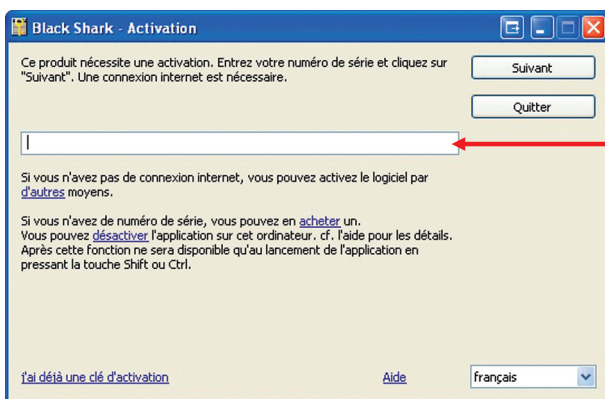 Black Shark - Activation
Ce produit nécessite une activation. Entrez votre numéro de série et cliquez sur
"Suivant". Une connexion internet est nécessaire.
Suivant
Quitter
Si vous n'avez pas de connexion internet, vous pouvez activez le logiciel par
d'autres moyens.
Si vous n'avez de numéro de série, vous pouvez en acheter un.
Vous pouvez désactiver l'application sur cet ordinateur. cf. l'aide pour les détails.
Après cette fonction ne sera disponible qu'au lancement de l'application en
pressant la touche Shift ou Ctrl.
j'ai déjà une clé d'activation
Aide
français